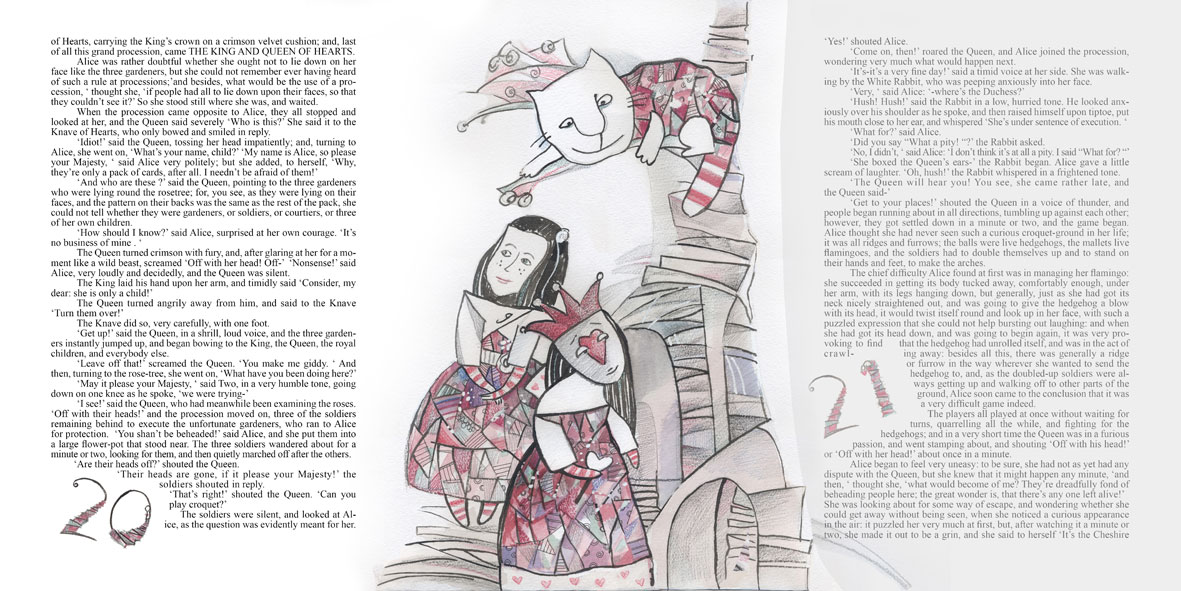 of Hearts, carrying the King's crown on a crimson velvet cushion; and, last
of all this grand procession, came THE KING AND QUEEN OF HEARTS.
Alice was rather doubtful whether she ought not to lie down on her
face like the three gardeners, but she could not remember ever having heard
of such a rule at processions;'and besides, what would be the use of a pro-
cession, ‘ thought she, ‘if people had all to lie down upon their faces, so that
they couldn't see it?' So she stood still where she was, and waited.
When the procession came opposite to Alice, they all stopped and
looked at her, and the Queen said severely ‘Who is this?' She said it to the
Knave of Hearts, who only bowed and smiled in reply.
‘Idiot!' said the Queen, tossing her head impatiently; and, turning to
Alice, she went on, ‘What's your name, child?' ‘My name is Alice, so please
your Majesty, ‘ said Alice very politely; but she added, to herself, ‘Why,
they're only a pack of cards, after all. I needn't be afraid of them!'
‘And who are these ?' said the Queen, pointing to the three gardeners
who were lying round the rosetree; for, you see, as they were lying on their
faces, and the pattern on their backs was the same as the rest of the pack, she
could not tell whether they were gardeners, or soldiers, or courtiers, or three
of her own children.
‘How should I know?' said Alice, surprised at her own courage. ‘It's
no business of mine . ‘
The Queen turned crimson with fury, and, after glaring at her for a mo-
ment like a wild beast, screamed ‘Off with her head! Off-' ‘Nonsense!' said
Alice, very loudly and decidedly, and the Queen was silent.
The King laid his hand upon her arm, and timidly said ‘Consider, my
dear: she is only a child!'
The Queen turned angrily away from him, and said to the Knave
‘Turn them over!'
The Knave did so, very carefully, with one foot.
‘Get up!' said the Queen, in a shrill, loud voice, and the three garden-
ers instantly jumped up, and began bowing to the King, the Queen, the royal
children, and everybody else.
‘Leave off that!' screamed the Queen. ‘You make me giddy. ‘ And
then, turning to the rose-tree, she went on, ‘What have you been doing here?'
‘May it please your Majesty, ‘ said Two, in a very humble tone, going
down on one knee as he spoke, ‘we were trying-'
‘I see!' said the Queen, who had meanwhile been examining the roses.
‘Off with their heads!' and the procession moved on, three of the soldiers
remaining behind to execute the unfortunate gardeners, who ran to Alice
for protection. ‘You shan't be beheaded!' said Alice, and she put them into
a large flower-pot that stood near. The three soldiers wandered about for a
minute or two, looking for them, and then quietly marched off after the others.
‘Are their heads off?' shouted the Queen.
‘Their heads are gone, if it please your Majesty!' the
soldiers shouted in reply.
‘That's right!' shouted the Queen. ‘Can you
play croquet?'
The soldiers were silent, and looked at Al-
ice, as the question was evidently meant for her.
20
‘Yes!' shouted Alice.
‘Come on, then!' roared the Queen, and Alice joined the procession,
wondering very much what would happen next.
‘It's-it's a very fine day!' said a timid voice at her side. She was walk-
ing by the White Rabbit, who was peeping anxiously into her face.
‘Very, ‘ said Alice: ‘-where's the Duchess?'
‘Hush! Hush!' said the Rabbit in a low, hurried tone. He looked anx-
iously over his shoulder as he spoke, and then raised himself upon tiptoe, put
his mouth close to her ear, and whispered ‘She's under sentence of execution. ‘
‘What for?' said Alice.
‘Did you say “What a pity! “?' the Rabbit asked.
‘No, I didn't, ‘ said Alice: ‘I don't think it's at all a pity. I said “What for? “'
‘She boxed the Queen's ears-' the Rabbit began. Alice gave a little
scream of laughter. ‘Oh, hush!' the Rabbit whispered in a frightened tone.
‘The Queen will hear you! You see, she came rather late, and
the Queen said-'
‘Get to your places!' shouted the Queen in a voice of thunder, and
people began running about in all directions, tumbling up against each other;
however, they got settled down in a minute or two, and the game began.
Alice thought she had never seen such a curious croquet-ground in her life;
it was all ridges and furrows; the balls were live hedgehogs, the mallets live
flamingoes, and the soldiers had to double themselves up and to stand on
their hands and feet, to make the arches.
The chief difficulty Alice found at first was in managing her flamingo:
she succeeded in getting its body tucked away, comfortably enough, under
her arm, with its legs hanging down, but generally, just as she had got its
neck nicely straightened out, and was going to give the hedgehog a blow
with its head, it would twist itself round and look up in her face, with such a
puzzled expression that she could not help bursting out laughing: and when
she had got its head down, and was going to begin again, it was very pro-
voking to find that the hedgehog had unrolled itself, and was in the act of
crawl- ing away: besides all this, there was generally a ridge
or furrow in the way wherever she wanted to send the
hedgehog to, and, as the doubled-up soldiers were al-
ways getting up and walking off to other parts of the
ground, Alice soon came to the conclusion that it was
a very difficult game indeed.
The players all played at once without waiting for
turns, quarrelling all the while, and fighting for the
hedgehogs; and in a very short time the Queen was in a furious
passion, and went stamping about, and shouting ‘Off with his head!'
or ‘Off with her head!' about once in a minute.
Alice began to feel very uneasy: to be sure, she had not as yet had any
dispute with the Queen, but she knew that it might happen any minute, ‘and
then, ‘ thought she, ‘what would become of me? They're dreadfully fond of
beheading people here; the great wonder is, that there's any one left alive!'
She was looking about for some way of escape, and wondering whether she
could get away without being seen, when she noticed a curious appearance
in the air: it puzzled her very much at first, but, after watching it a minute or
two, she made it out to be a grin, and she said to herself ‘It's the Cheshire
21